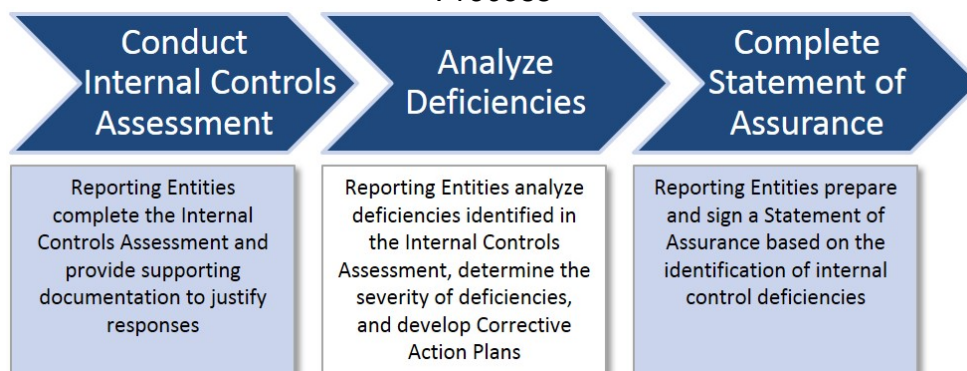 Process
Conduct
Internal Controls
Assessment
Analyze
Deficiencies
Complete
Statement of
Assurance
Reporting Entities
complete the Internal
Controls Assessment and
provide supporting
documentation to justify
responses
Reporting Entities analyze
deficiencies identified in
the Internal Controls
Assessment, determine the
severity of deficiencies,
and develop Corrective
Action Plans
Reporting Entities prepare
and sign a Statement of
Assurance based on the
identification of internal
control deficiencies